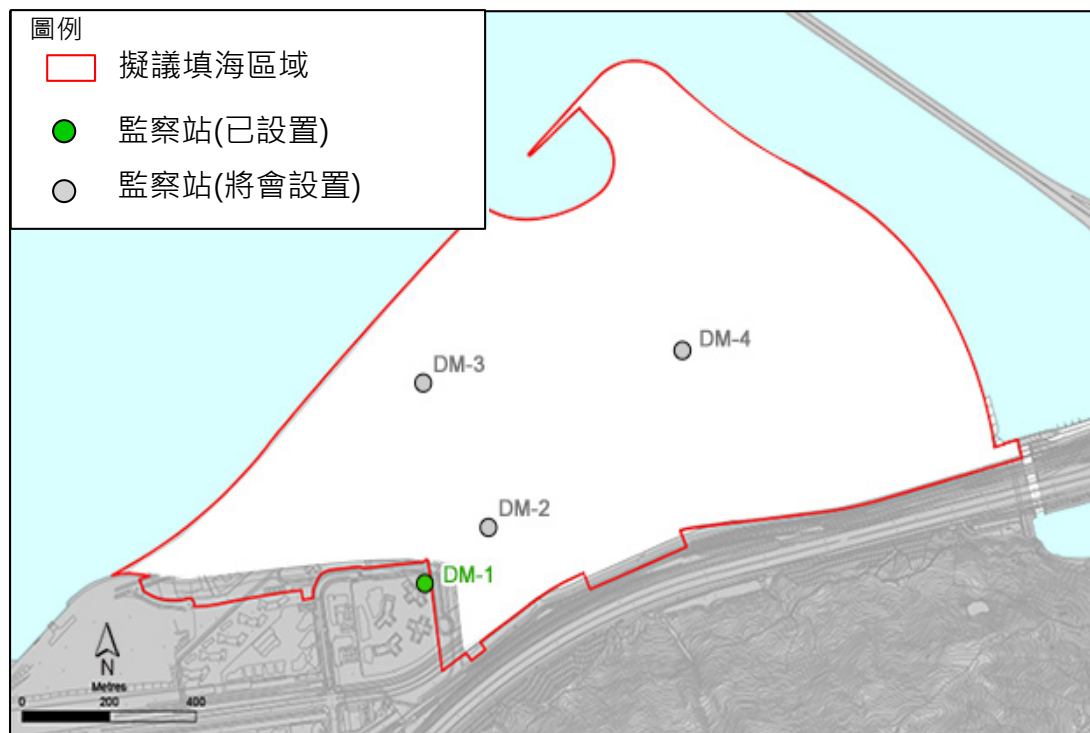 圖例
擬議填海區域
監察站(已設置)
監察站(將會設置)
DM-4
DM-3
DM-2
DM-1
N
Metres
0 200 400